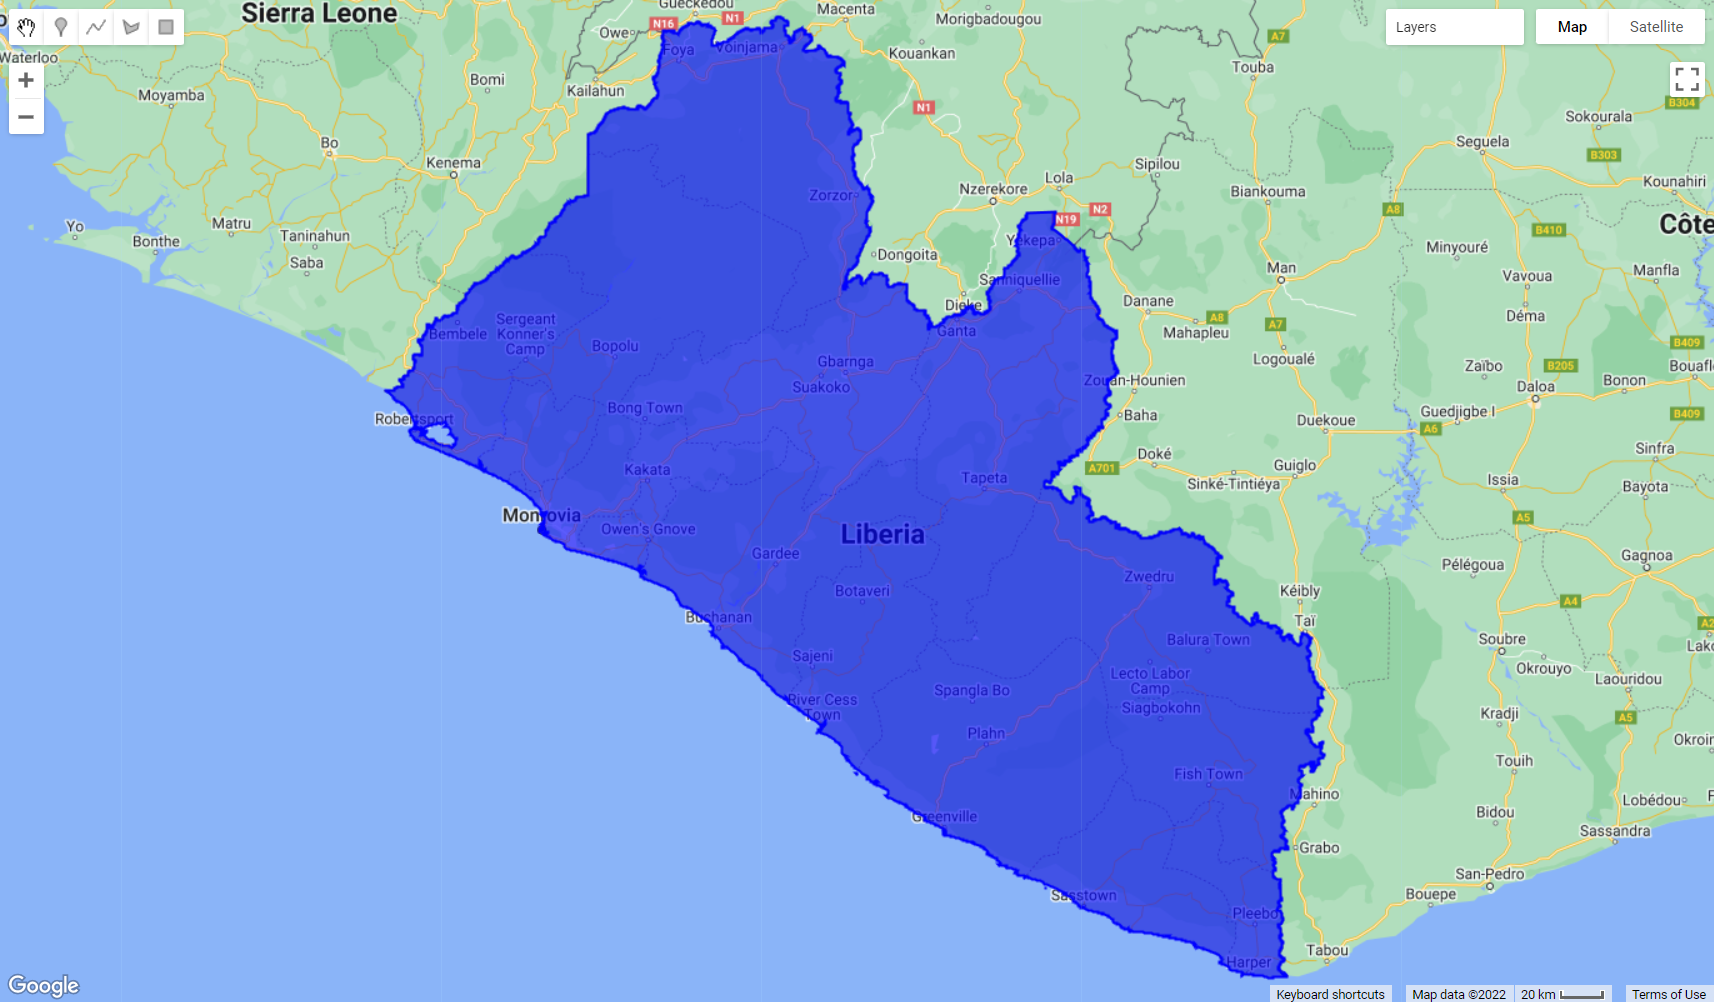 Sierra Leone
Gueckedou
N16
N1
Macenta
Morigbadougou
Layers
Map
Satellite
Owe
Foya
Voinjama
Kouankan
A7
Touba
Waterloo
Bomi
Kailahun
Moyamba
N1
B304
Sokourala
Bo
Kenema
Seguela
B303
Sipilou
Lola
Kounahiri
Nzerekore
Zorzor
Biankouma
N2
N19
A8
Yo
Matru
Bonthe
Taninahun
Côte
B410
Yekepa
Minyouré
Dongoita
Saba
Man
Manfla
Sanniquellie
Vavoua
Danane
Dieke
Sergeant
Konner's
Camp
Bembele
A8
A7
Déma
Mahapleu
Ganta
Bopolu
B409
Gbarnga
Logoualé
Zaïbo
B205
Bouafl
Suakoko
Zouan-Hounien
Daloa
Bonon
Bong Town
Robertsport
Baha
Guedjigbe I
B409
Duekoue
A6
Sinfra
Doké
Kakata
A701
Guiglo
Tapeta
Sinké-Tintiéya
Issia
Bayota
Monrovia
A5
Owen's Gnove
Liberia
Gardee
Gagnoa
Pélégoua
Zwedru
Botaveri
Kéibly
A4
Buchanan
Taï
A2
Balura Town
Soubre
Lak
Sajeni
Okrouyo
Lecto Labor
Camp
Laouridou
Spangla Bo
River Cess
Town
Siagbokohn
Kradji
A5
Plahn
Okroin
Touih
Fish Town
Mahino
Lobédou
Bidou
Greenville
Sassandra
Grabo
San-Pedro
Sasstown
Bouepe
Pleebo
Tabou
Harper
Google
Keyboard shortcuts
Map data ©2022
20 km
Terms of Use